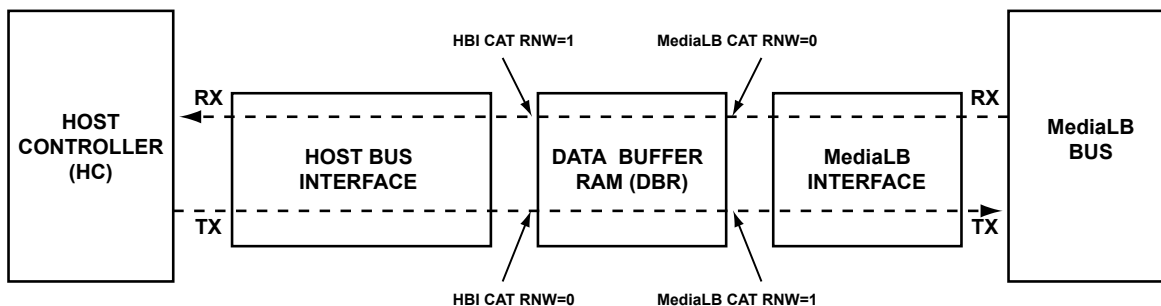 HBI CAT RNW=1
MediaLB CAT RNW=0
RX
RX
HOST
CONTROLLER
(HC)
HOST BUS
INTERFACE
DATA BUFFER
RAM (DBR)
MediaLB
INTERFACE
MediaLB
BUS
TX
TX
HBI CAT RNW=0
MediaLB CAT RNW=1